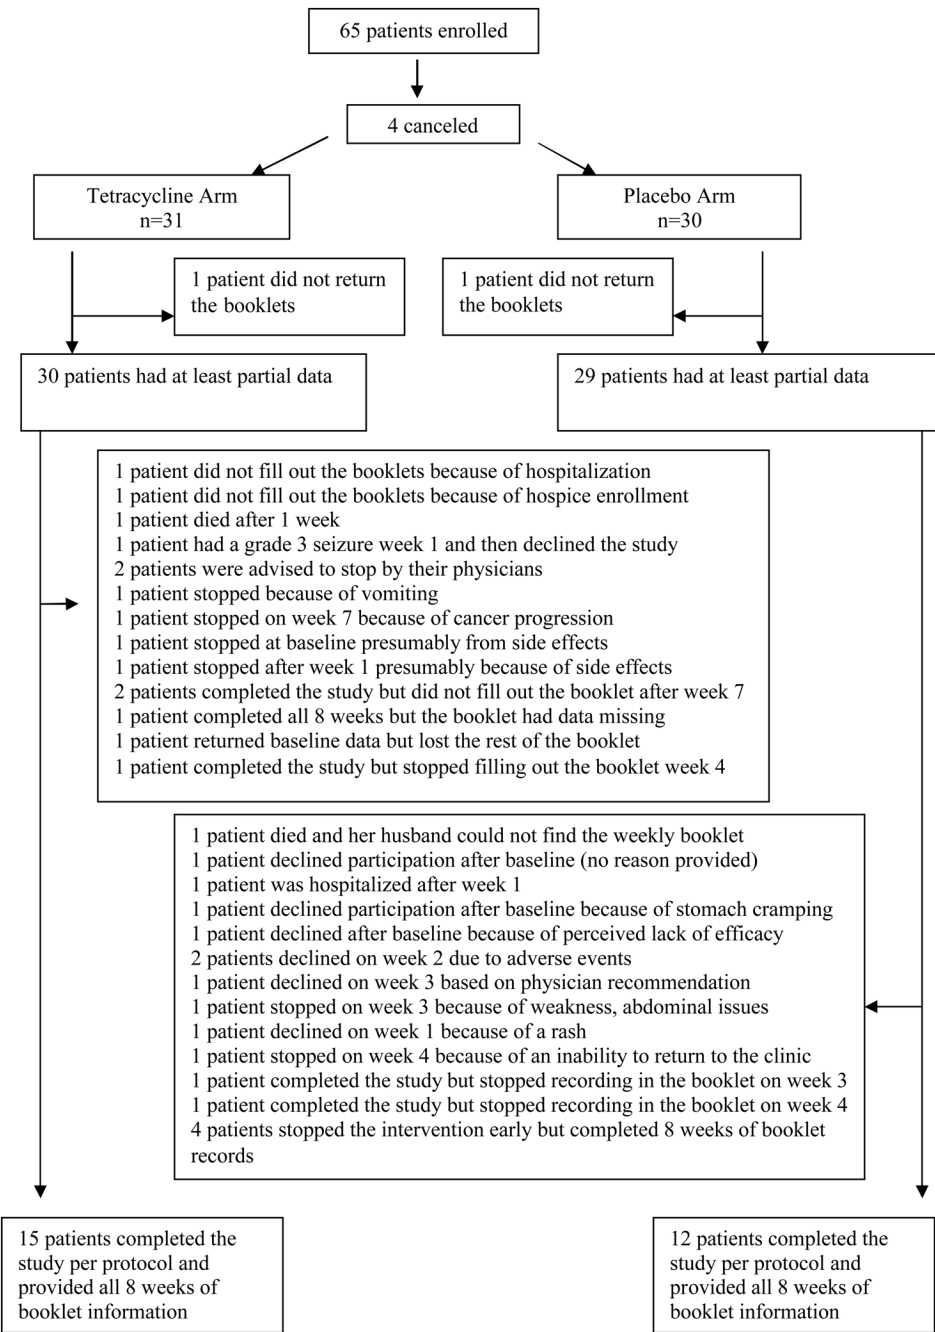 65 patients enrolled
4 canceled
Tetracycline Arm
n=31
Placebo Arm
n=30
1 patient did not return
the booklets
1 patient did not return
the booklets
30 patients had at least partial data
29 patients had at least partial data
1 patient did not fill out the booklets because of hospitalization
1 patient did not fill out the booklets because of hospice enrollment
1 patient died after 1 week
1 patient had a grade 3 seizure week 1 and then declined the study
2 patients were advised to stop by their physicians
1 patient stopped because of vomiting
1 patient stopped on week 7 because of cancer progression
1 patient stopped at baseline presumably from side effects
1 patient stopped after week 1 presumably because of side effects
2 patients completed the study but did not fill out the booklet after week 7
1 patient completed all 8 weeks but the booklet had data missing
1 patient returned baseline data but lost the rest of the booklet
1 patient completed the study but stopped filling out the booklet week 4
1 patient died and her husband could not find the weekly booklet
1 patient declined participation after baseline (no reason provided)
1 patient was hospitalized after week 1
1 patient declined participation after baseline because of stomach cramping
1 patient declined after baseline because of perceived lack of efficacy
2 patients declined on week 2 due to adverse events
1 patient declined on week 3 based on physician recommendation
1 patient stopped on week 3 because of weakness, abdominal issues
1 patient declined on week 1 because of a rash
1 patient stopped on week 4 because of an inability to return to the clinic
1 patient completed the study but stopped recording in the booklet on week 3
1 patient completed the study but stopped recording in the booklet on week 4
4 patients stopped the intervention early but completed 8 weeks of booklet
records
15 patients completed the
study per protocol and
provided all 8 weeks of
booklet information
12 patients completed the
study per protocol and
provided all 8 weeks of
booklet information